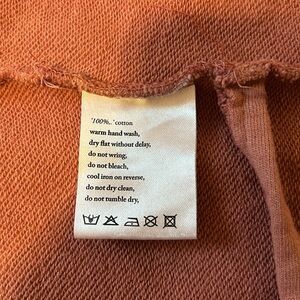 '100%..' cotton
warm hand wash,
dry flat without delay,
do not wring,
do not bleach,
cool iron on reverse,
do not dry clean,
do not tumble dry,